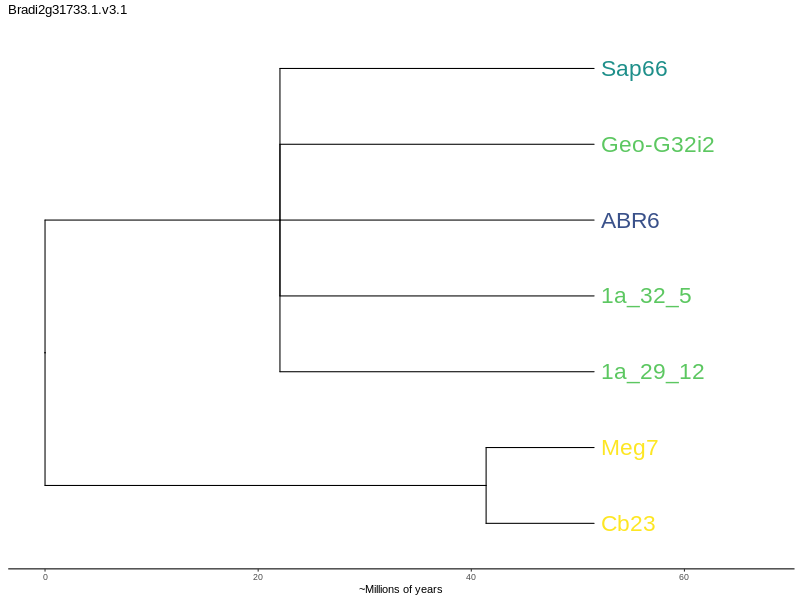 Bradi2g31733.1.v3.1
Sap66
Geo-G32i2
ABR6
1a_32_5
1a_29_12
Meg7
Cb23
0 20 40 60
~Millions of years